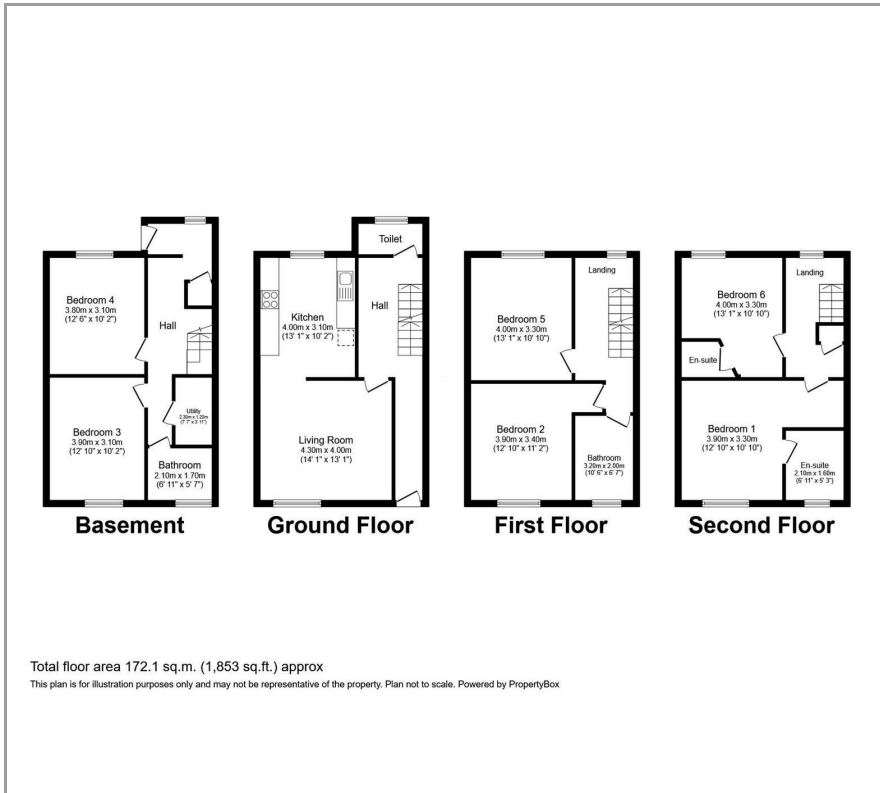 Bedroom 4
3.80m x 3.10m
(12' 6" x 10' 2")
Hall
Bedroom 3
3.90m x 3.10m
(12' 10" x 10' 2")
Utility
2.30m x 1.20m
(7' 7" x 3' 11")
Bathroom
2.10m x 1.70m
(6' 11" x 5' 7")
Basement
Toilet
Kitchen
4.00m x 3.10m
(13' 1" x 10' 2")
Hall
Living Room
4.30m x 4.00m
(14' 1" x 13' 1")
Ground Floor
Landing
Bedroom 5
4.00m x 3.30m
(13' 1" x 10' 10")
Bedroom 2
3.90m x 3.40m
(12' 10" x 11' 2")
Bathroom
3.20m x 2.00m
(10' 6" x 6' 7")
First Floor
Landing
Bedroom 6
4.00m x 3.30m
(13' 1" x 10' 10")
En-suite
Bedroom 1
3.90m x 3.30m
(12' 10" x 10' 10")
En-suite
2.10m x 1.60m
(6' 11" x 5' 3")
Second Floor
Total floor area 172.1 sq.m. (1,853 sq.ft.) approx
This plan is for illustration purposes only and may not be representative of the property. Plan not to scale. Powered by PropertyBox